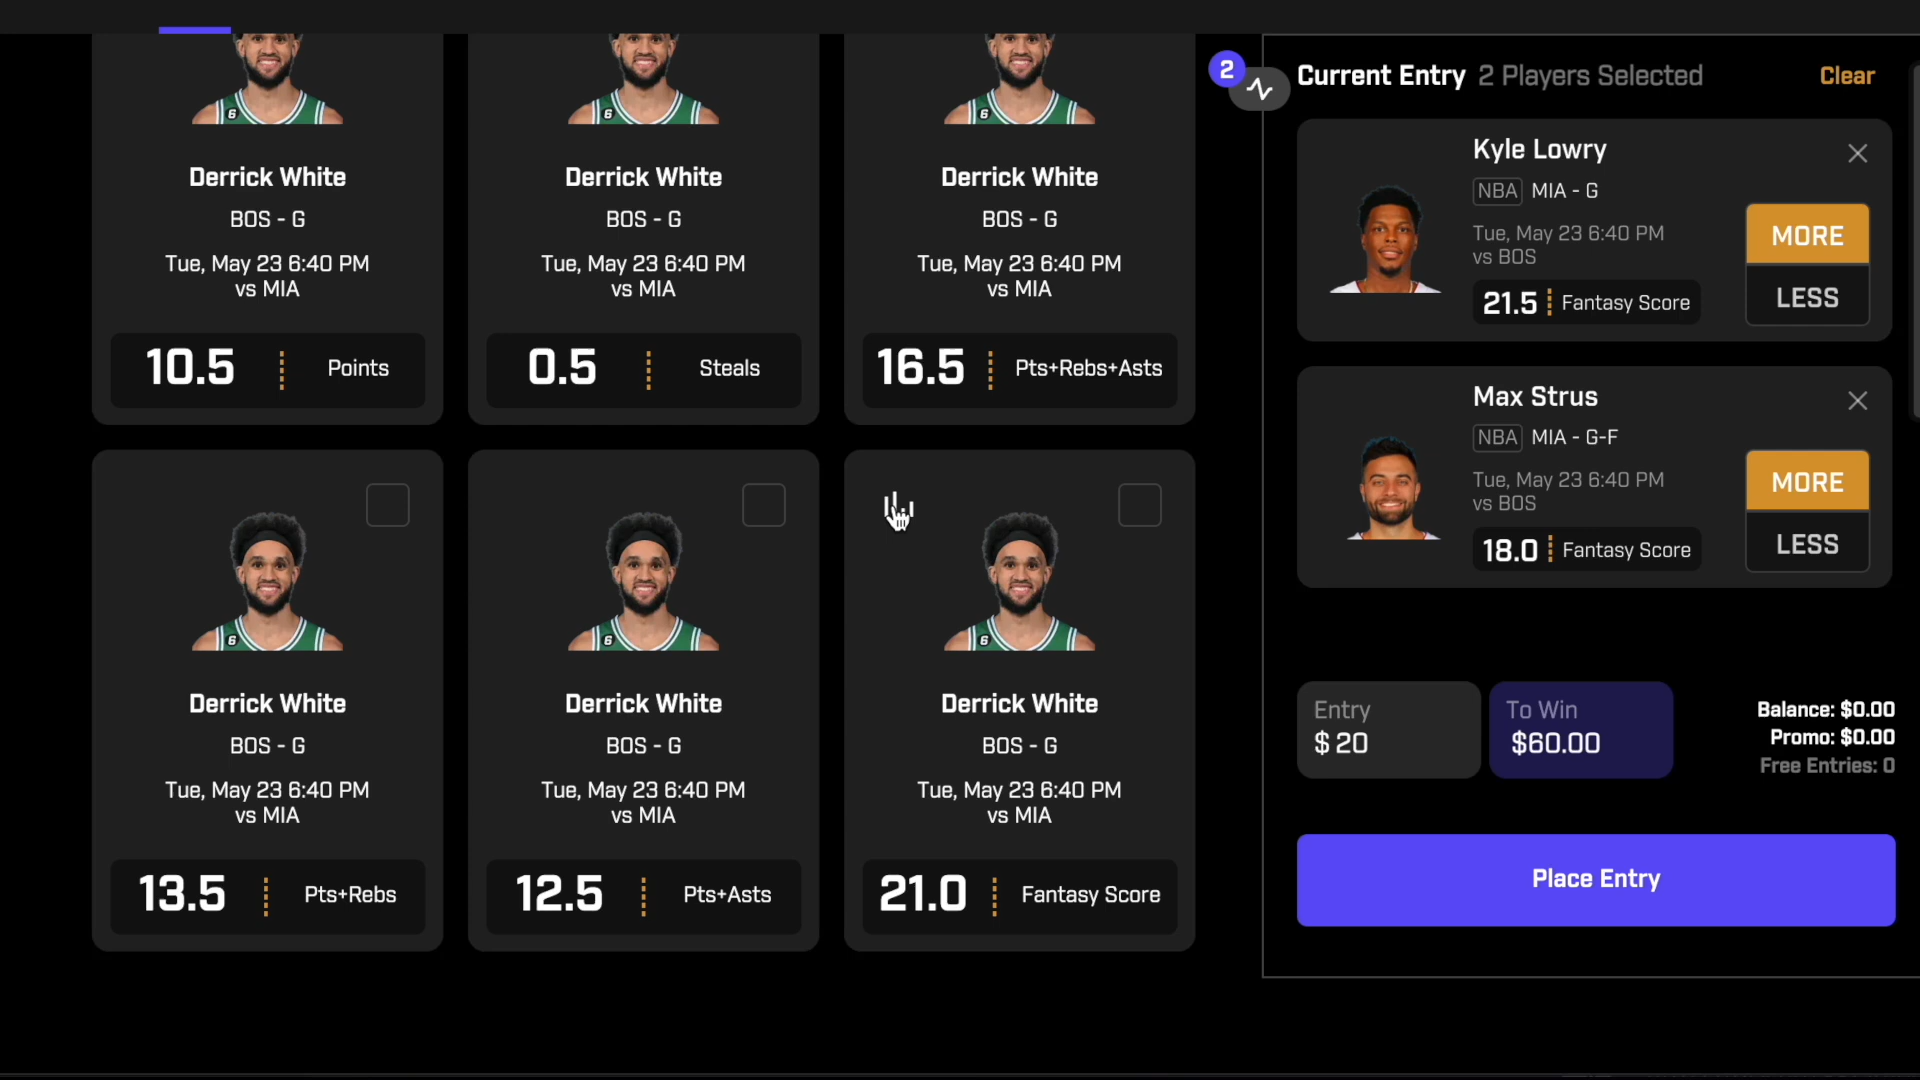 Derrick White
BOS - G
Tue, May 23 6:40 PM
vs MIA
10.5 Points
Derrick White
BOS - G
Tue, May 23 6:40 PM
vs MIA
0.5 Steals
Derrick White
BOS - G
Tue, May 23 6:40 PM
vs MIA
16.5 Pts+Rebs+Asts
6
6
6
Derrick White
BOS - G
Tue, May 23 6:40 PM
vs MIA
13.5 Pts+Rebs
6
Derrick White
BOS - G
Tue, May 23 6:40 PM
vs MIA
12.5 Pts+Asts
6
Derrick White
BOS - G
Tue, May 23 6:40 PM
vs MIA
21.0 Fantasy Score
6
2
Current Entry 2 Players Selected
Clear
Kyle Lowry
NBA MIA - G
Tue, May 23 6:40 PM
vs BOS
21.5 Fantasy Score
MORE
LESS
Max Strus
NBA MIA - G-F
Tue, May 23 6:40 PM
vs BOS
18.0 Fantasy Score
MORE
LESS
Entry
$ 20
To Win
$60.00
Balance: $0.00
Promo: $0.00
Free Entries: 0
Place Entry